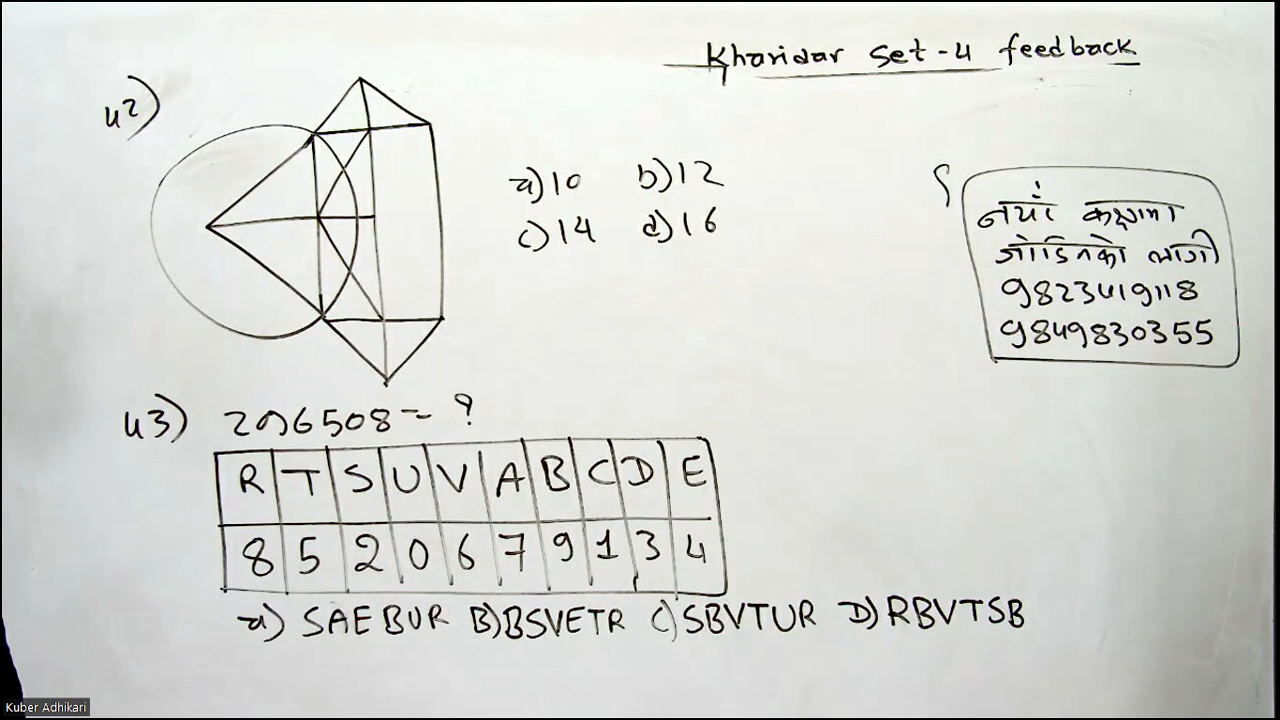 Kharidar set-4 feedback
42)
a)10 b)12
c)14 d)16
नयाँ कक्षामा
जोडिनको लागी
9823419118
9849830355
43) 296508 = ?
R T S U V A B C D E
8 5 2 0 6 7 9 1 3 4
a) SAEBUR B)BSVETR C)SBVTUR D)RBVTSB
Kuber Adhikari